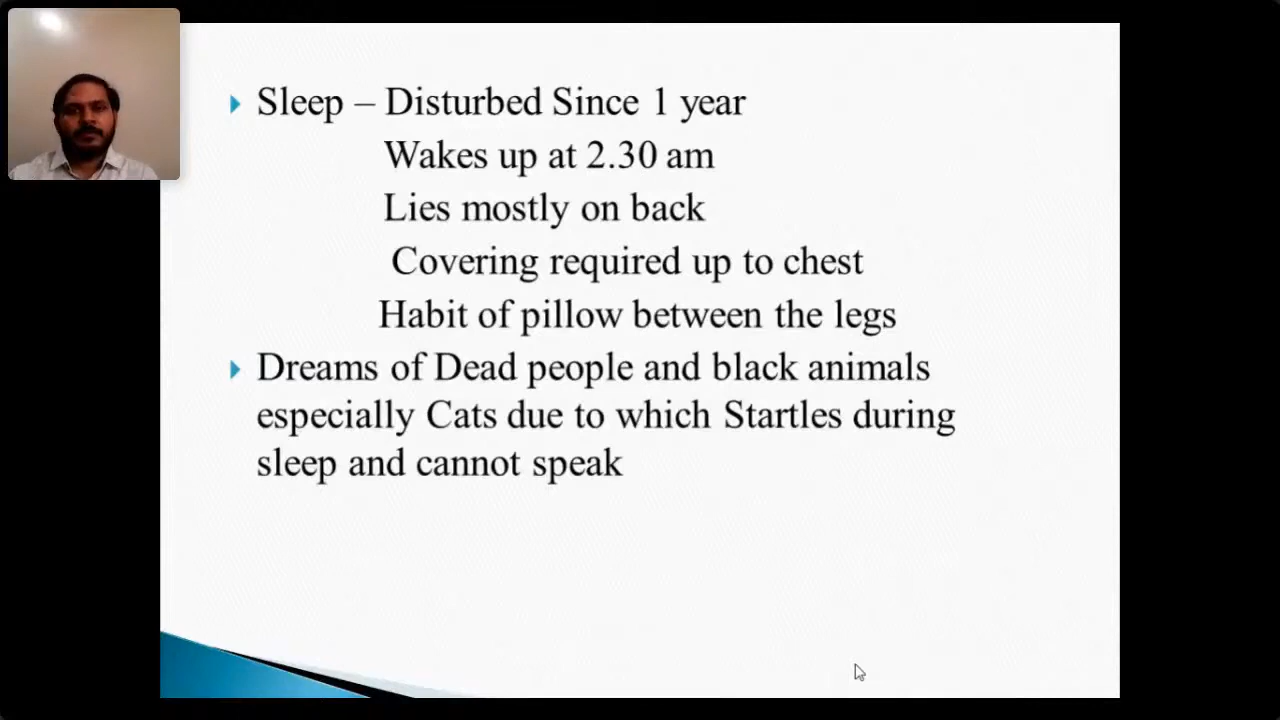 Sleep – Disturbed Since 1 year
Wakes up at 2.30 am
Lies mostly on back
Covering required up to chest
Habit of pillow between the legs
Dreams of Dead people and black animals
especially Cats due to which Startles during
sleep and cannot speak